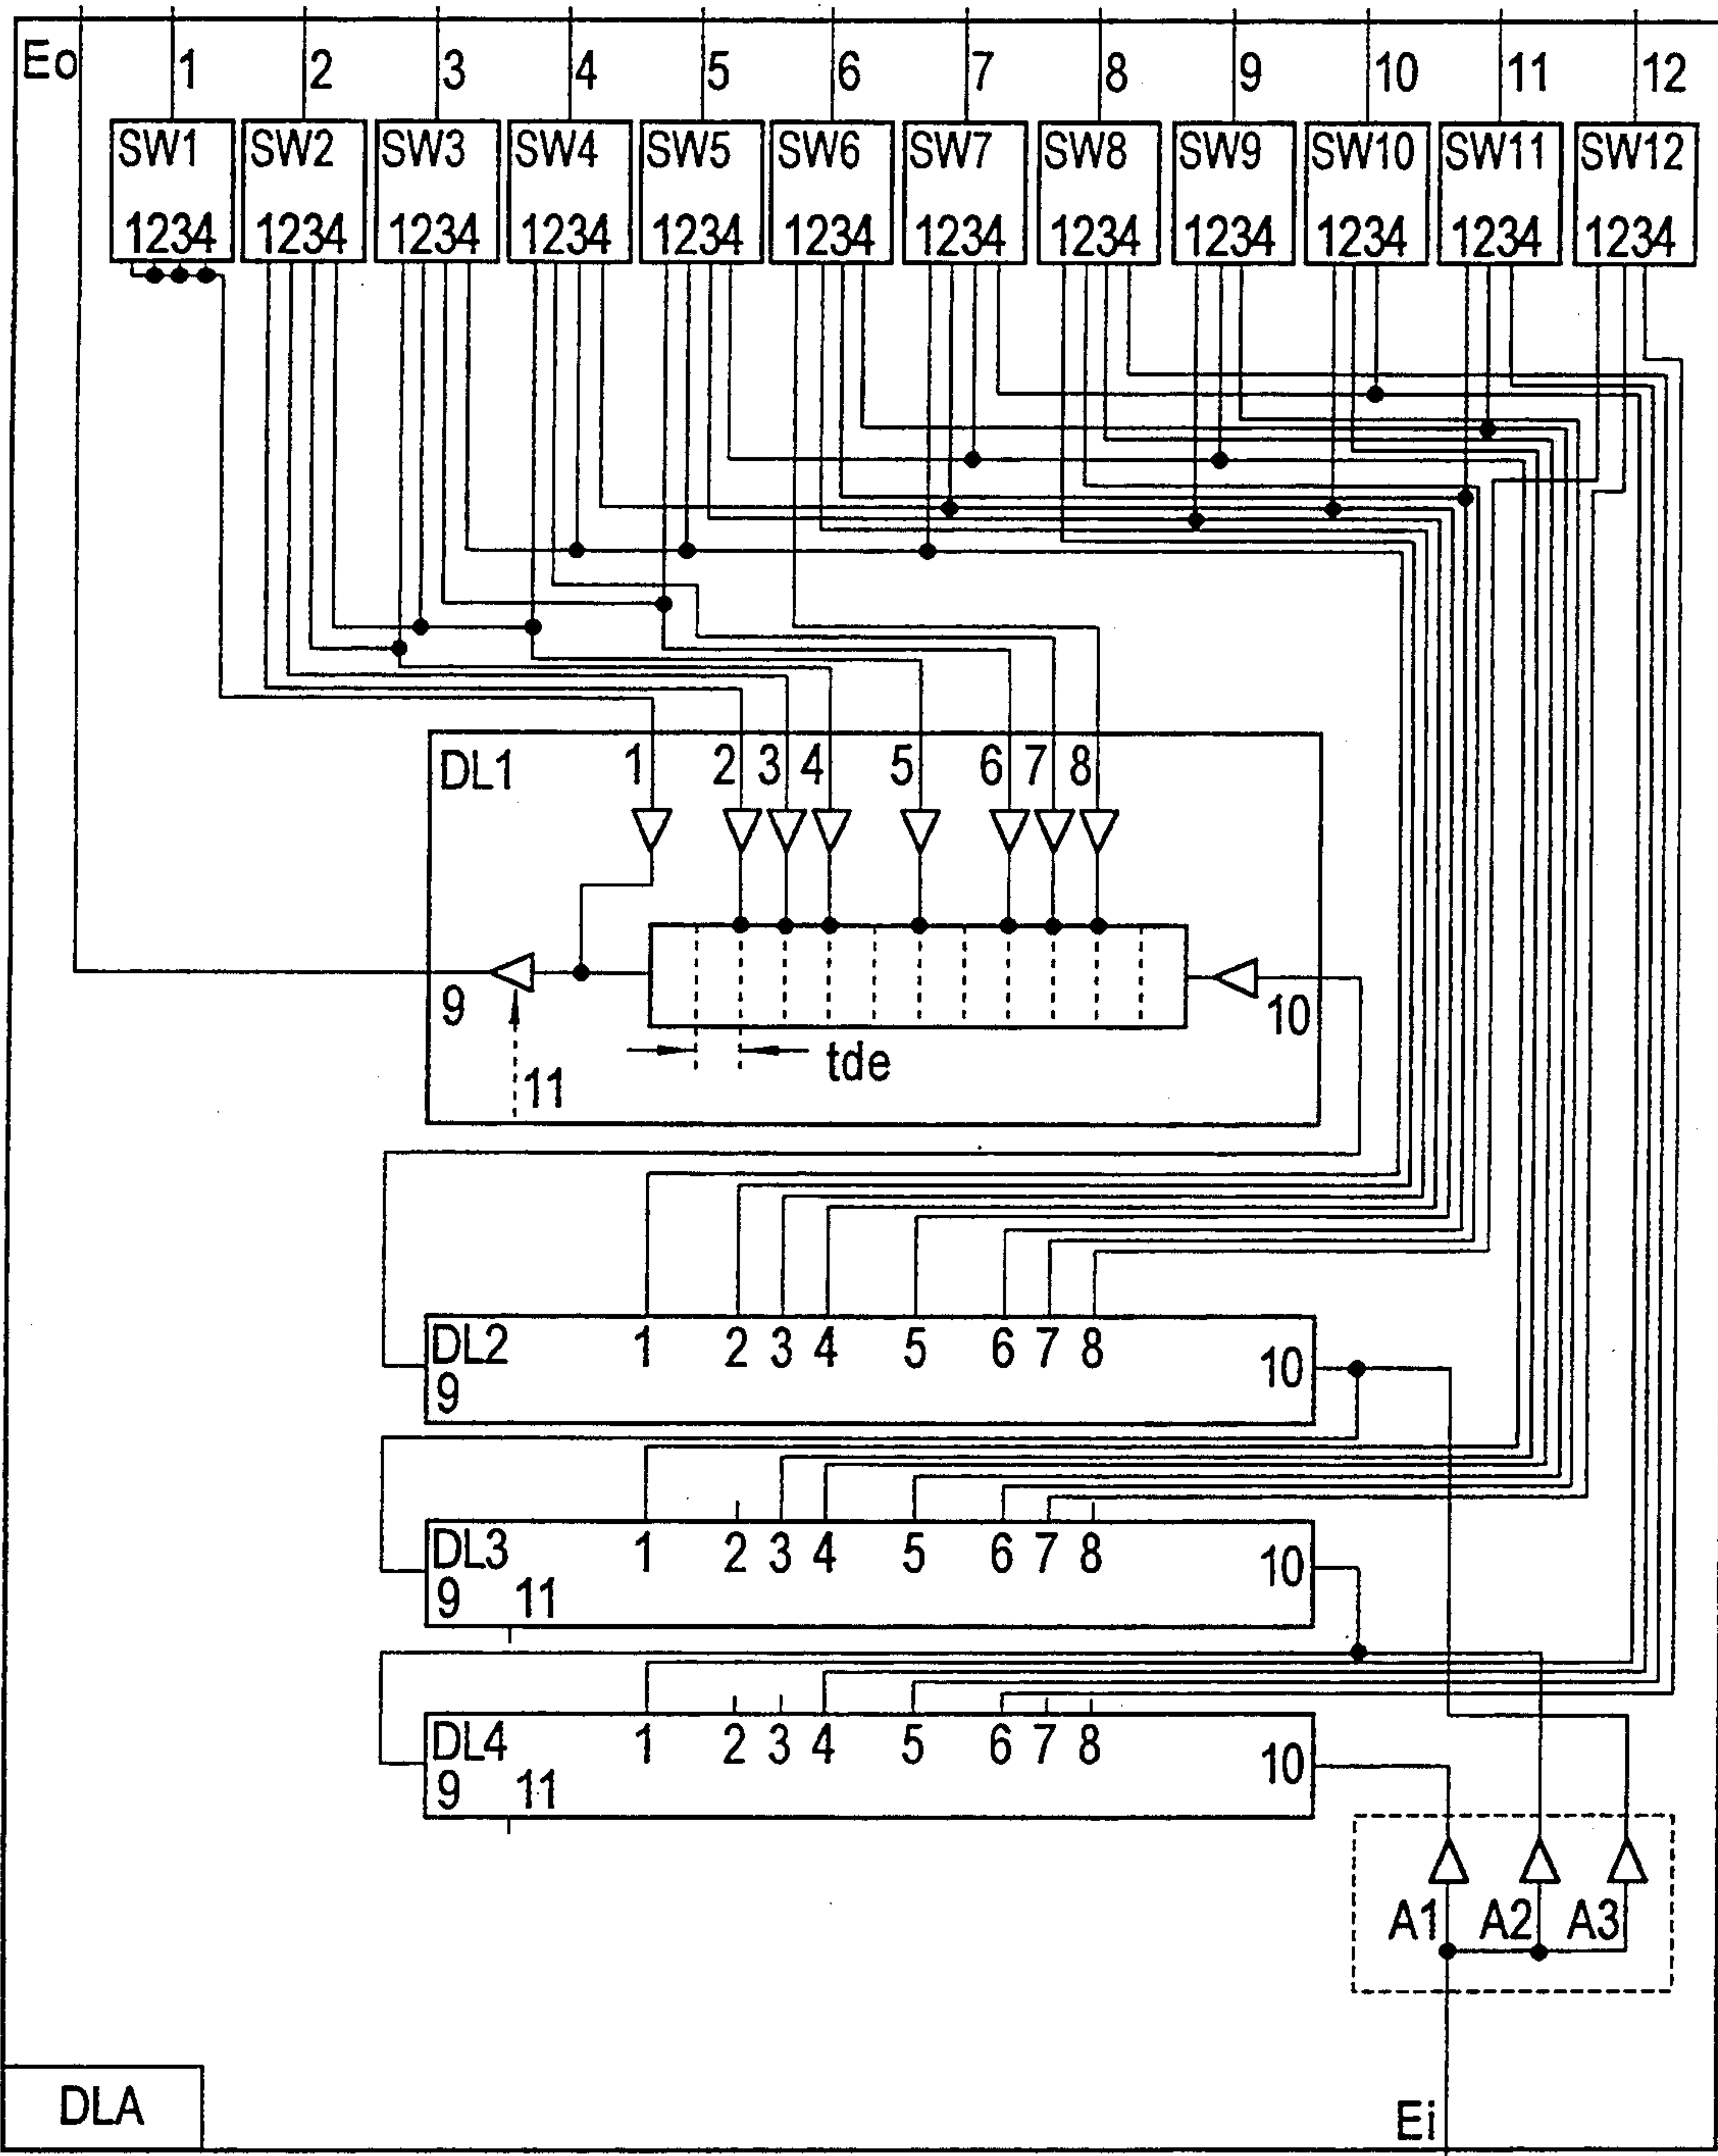 Eo 1 2 3 4 5 6 7 8 9 10 11 12
SW1 SW2 SW3 SW4 SW5 SW6 SW7 SW8 SW9 SW10 SW11 SW12
1234 1234 1234 1234 1234 1234 1234 1234 1234 1234 1234 1234
DL1 1 2 3 4 5 6 7 8
9 10
tde
11
DL2 1 2 3 4 5 6 7 8 10
9
DL3 1 2 3 4 5 6 7 8 10
9 11
DL4 1 2 3 4 5 6 7 8 10
9 11
A1 A2 A3
DLA
Ei